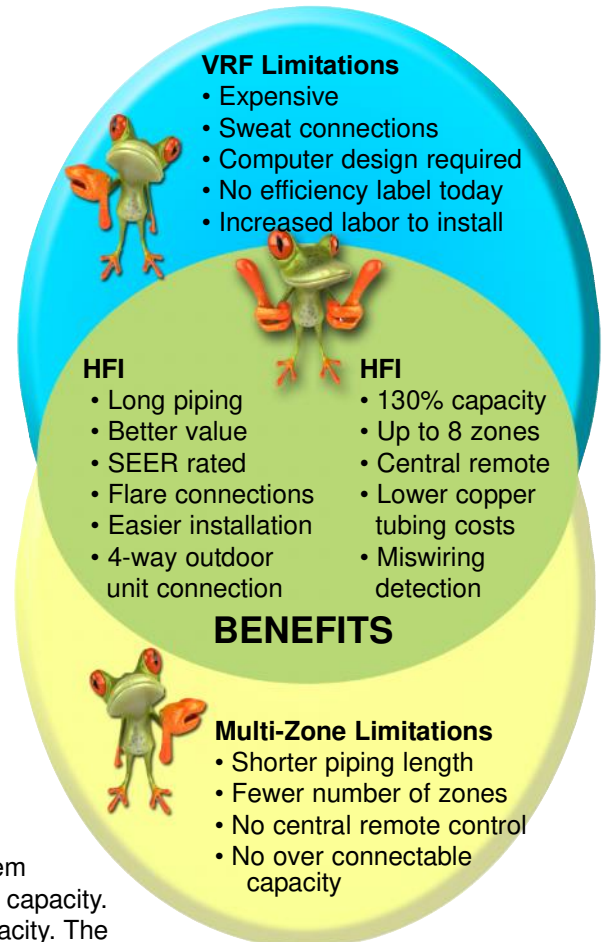 VRF Limitations
• Expensive
• Sweat connections
• Computer design required
• No efficiency label today
• Increased labor to install
HFI
• Long piping
• Better value
• SEER rated
• Flare connections
• Easier installation
• 4-way outdoor
unit connection
HFI
• 130% capacity
• Up to 8 zones
• Central remote
• Lower copper
tubing costs
• Miswiring
detection
BENEFITS
Multi-Zone Limitations
• Shorter piping length
• Fewer number of zones
• No central remote control
• No over connectable
capacity
capacity.
The